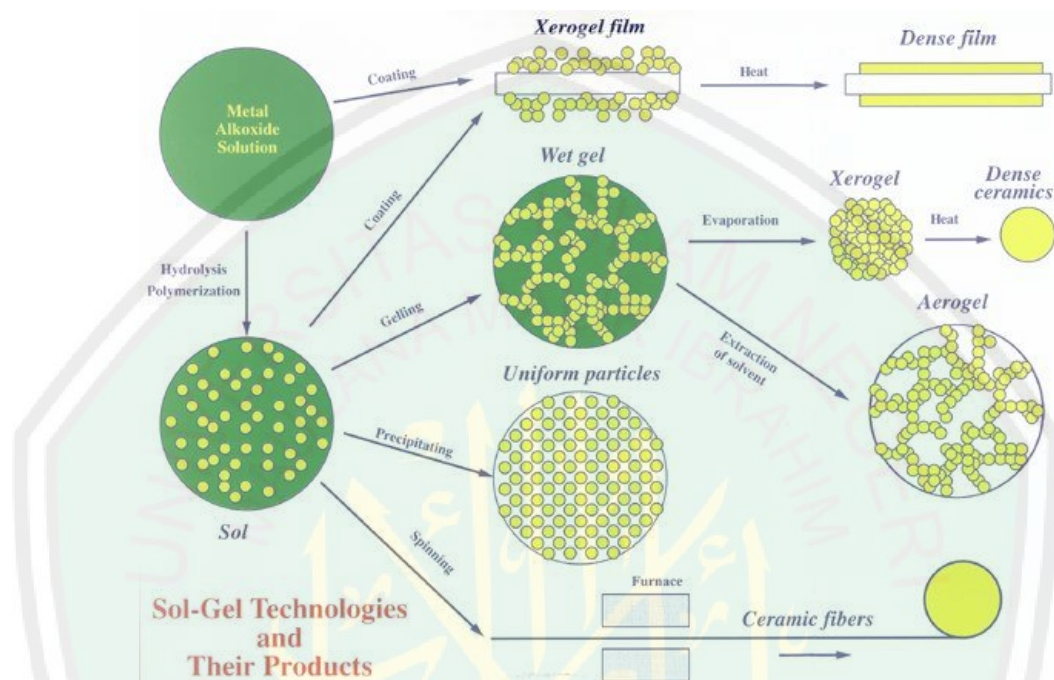 Xerogel film
Dense film
Coating
Heat
Metal
Alkoxide
Solution
Wet gel
Xerogel
Dense
ceramics
Coating
Evaporation
Heat
Hydrolysis
Polymerization
Gelling
Aerogel
Extraction
of solvent
Uniform particles
Precipitating
Sol
Spinning
Furnace
Sol-Gel Technologies
and
Their Products
Ceramic fibers